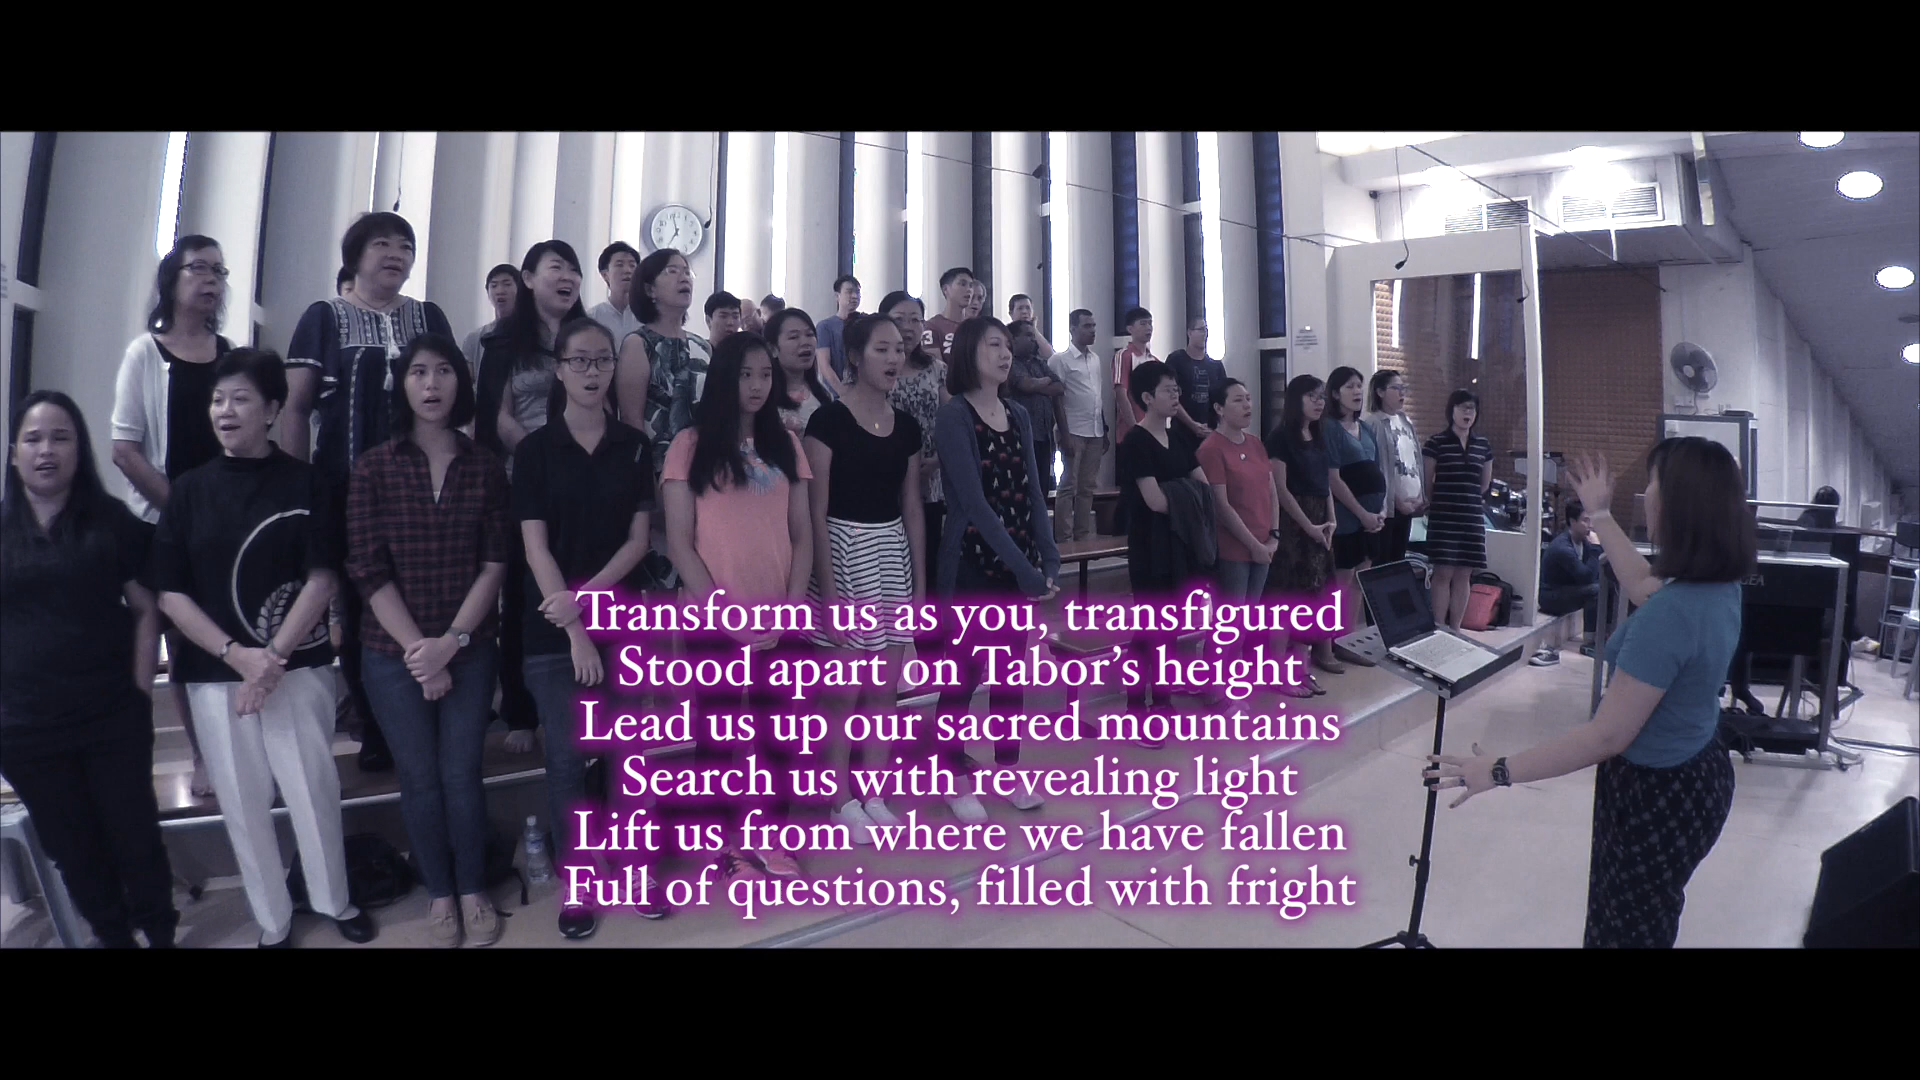 Transform us as you, transfigured
Stood apart on Tabor's height
Lead us up our sacred mountains
Search us with revealing light
Lift us from where we have fallen
Full of questions, filled with fright